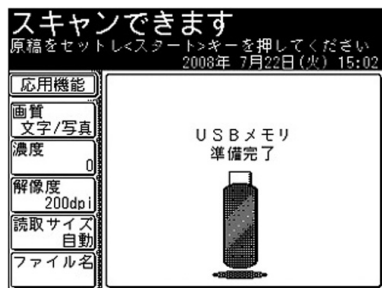 スキャンできます
原稿をセットし<スタート>キーを押してください
2008年 7月22日(火) 15:02
応用機能
画質
文字/写真
濃度
0
解像度
200dpi
読取サイズ
自動
ファイル名
USBメモリ
準備完了